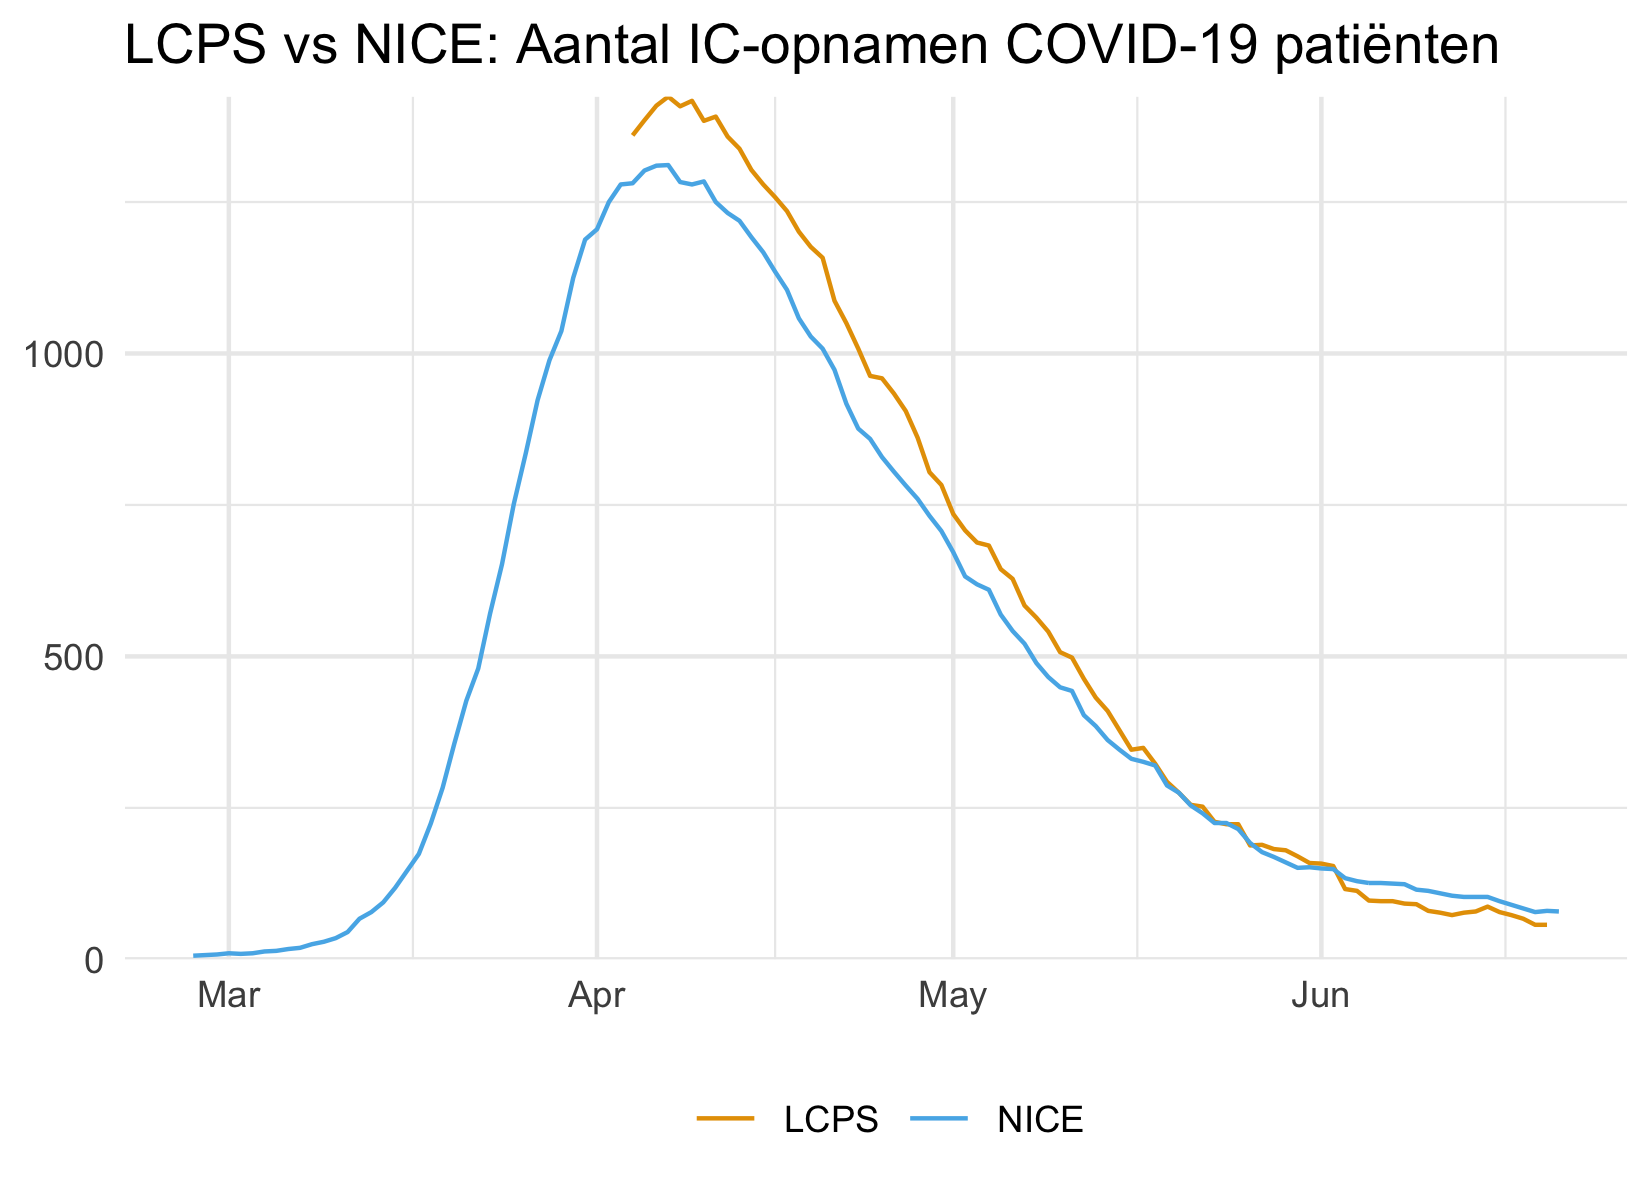 LCPS vs NICE: Aantal IC-opnamen COVID-19 patiënten
1000
500
0
Mar Apr May Jun
LCPS NICE